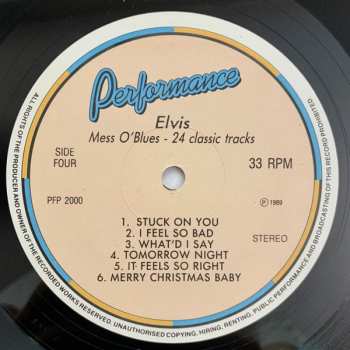 Performance
Elvis
Mess O'Blues - 24 classic tracks
SIDE
FOUR
33 RPM
PFP 2000
℗ 1989
STEREO
1. STUCK ON YOU
2. I FEEL SO BAD
3. WHAT'D I SAY
4. TOMORROW NIGHT
5. IT FEELS SO RIGHT
6. MERRY CHRISTMAS BABY
ALL RIGHTS OF THE PRODUCER AND OWNER OF THE RECORDED WORKS RESERVED. UNAUTHORISED COPYING, HIRING, RENTING, PUBLIC PERFORMANCE AND BROADCASTING OF THIS RECORD PROHIBITED.